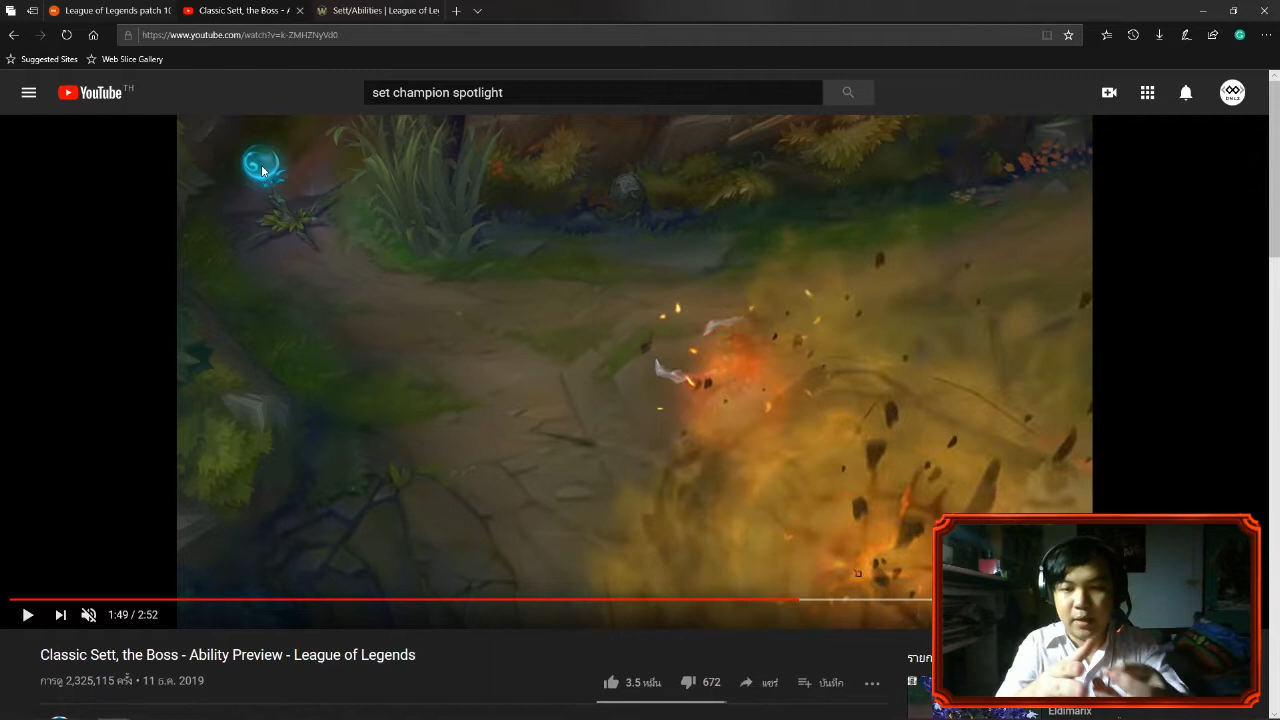 League of Legends patch 10
Classic Sett, the Boss - A
Sett/Abilities | League of Le
https://www.youtube.com/watch?v=k-ZMHZNyVd0
Suggested Sites
Web Slice Gallery
YouTube TH
set champion spotlight
1:49 / 2:52
Classic Sett, the Boss - Ability Preview - League of Legends
การดู 2,325,115 ครั้ง • 11 ธ.ค. 2019
3.5 หมื่น
672
แชร์
บันทึก
Eldimarix